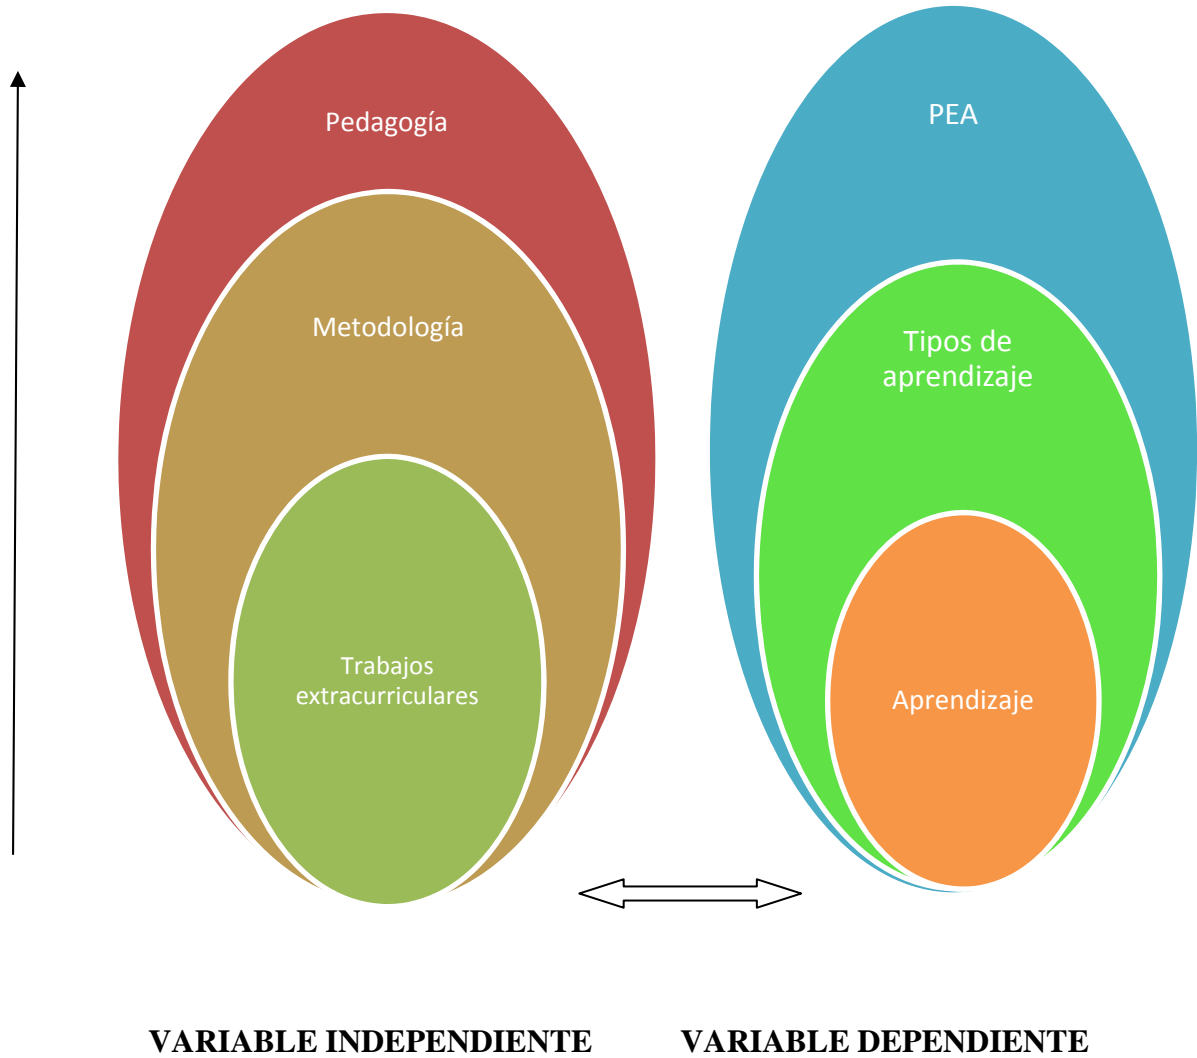 Pedagogía
Metodología
Trabajos
extracurriculares
PEA
Tipos de
aprendizaje
Aprendizaje
VARIABLE INDEPENDIENTE
VARIABLE DEPENDIENTE